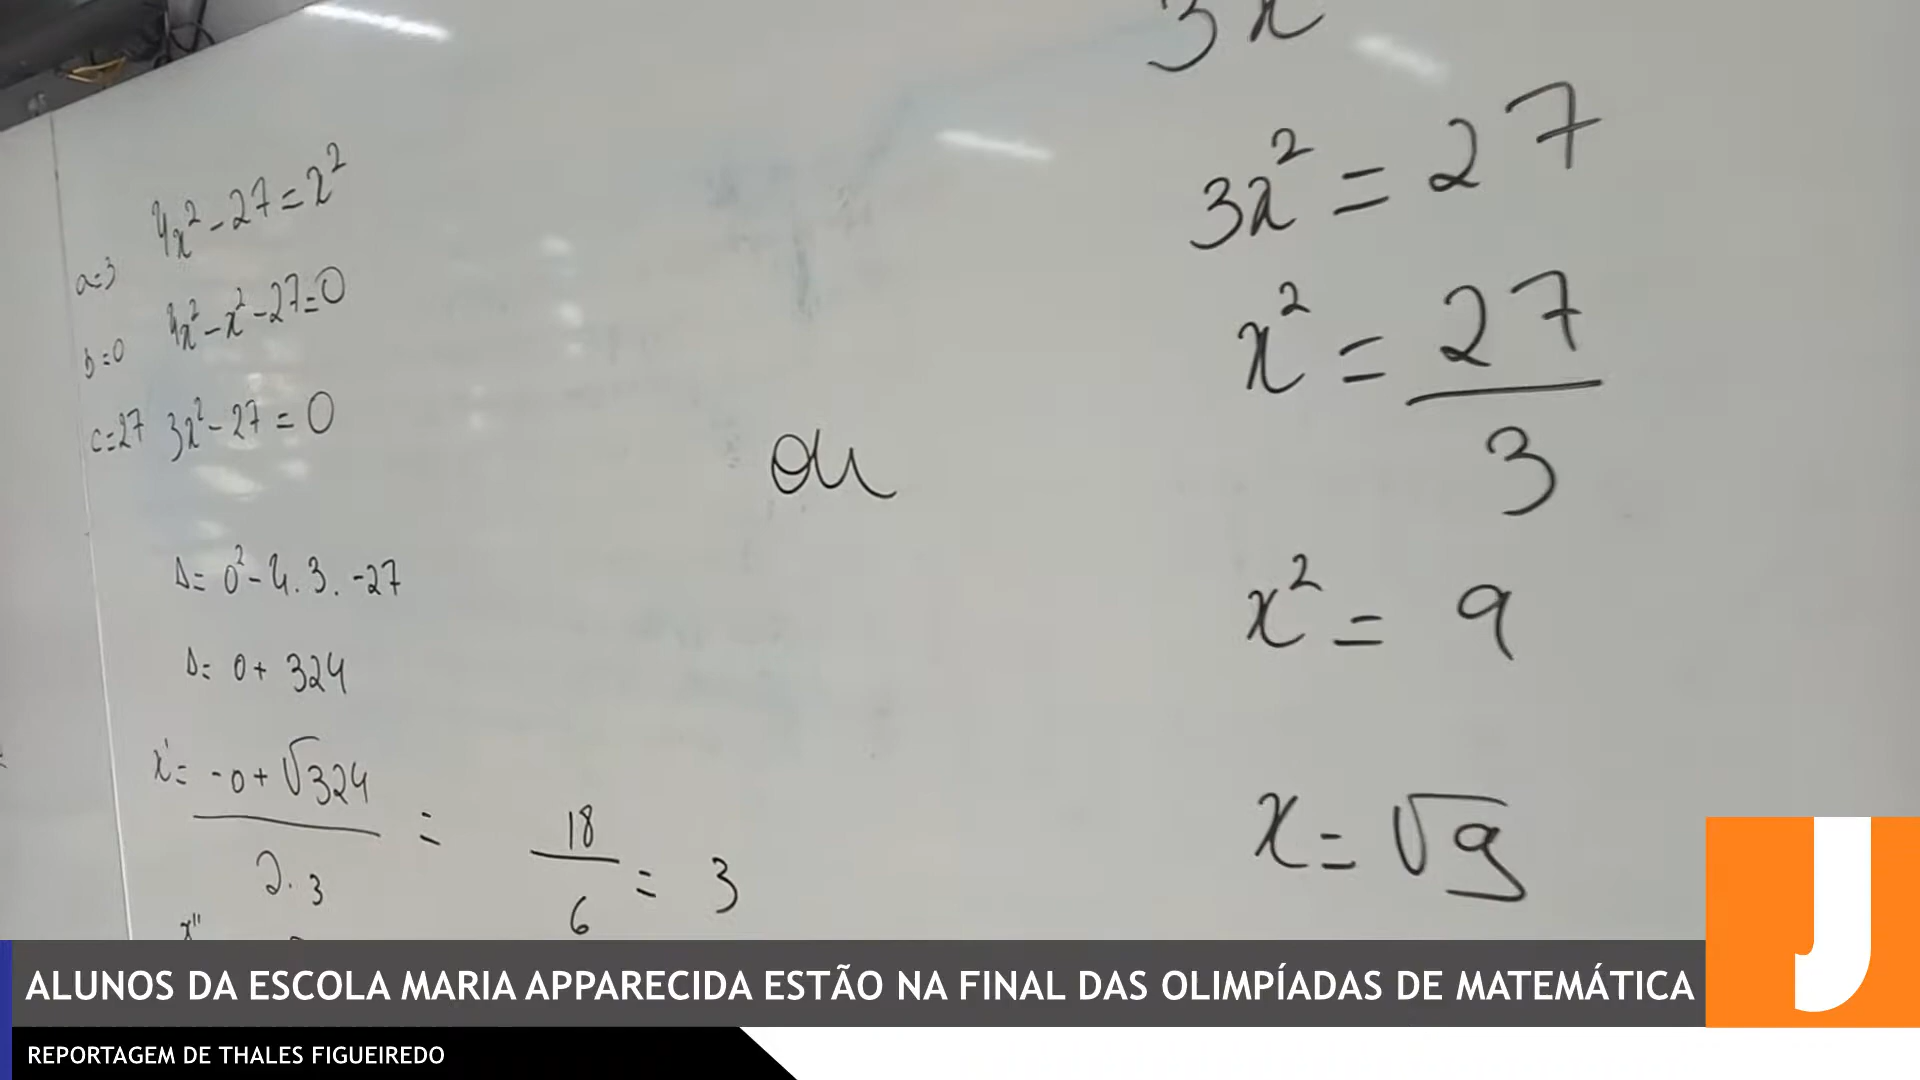 4x² - 27 = x²
a=3
4x² - x² - 27 = 0
b=0
c=27 3x² - 27 = 0
Δ= 0² - 4 . 3 . -27
Δ= 0 + 324
x' = -0 + √324 / 2 . 3 = 18 / 6 = 3
x''
ou
3x
3x² = 27
x² = 27 / 3
x² = 9
x = √9
ALUNOS DA ESCOLA MARIA APPARECIDA ESTÃO NA FINAL DAS OLIMPÍADAS DE MATEMÁTICA
J
REPORTAGEM DE THALES FIGUEIREDO